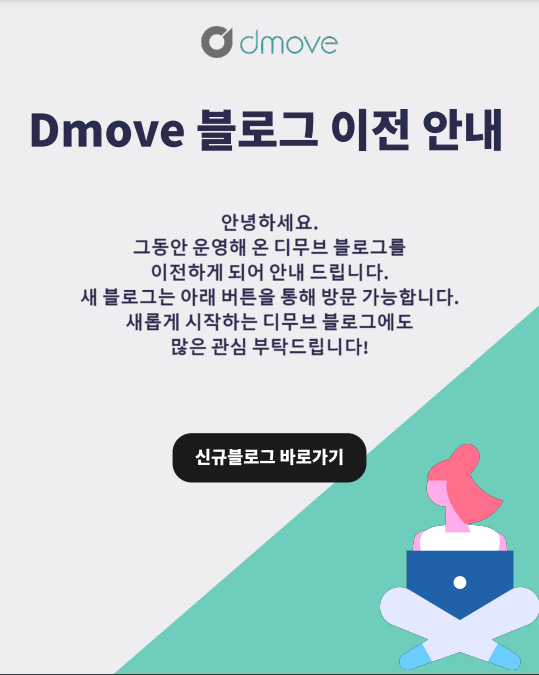 dmove
Dmove 블로그 이전 안내
안녕하세요.
그동안 운영해 온 디무브 블로그를
이전하게 되어 안내 드립니다.
새 블로그는 아래 버튼을 통해 방문 가능합니다.
새롭게 시작하는 디무브 블로그에도
많은 관심 부탁드립니다!
신규블로그 바로가기